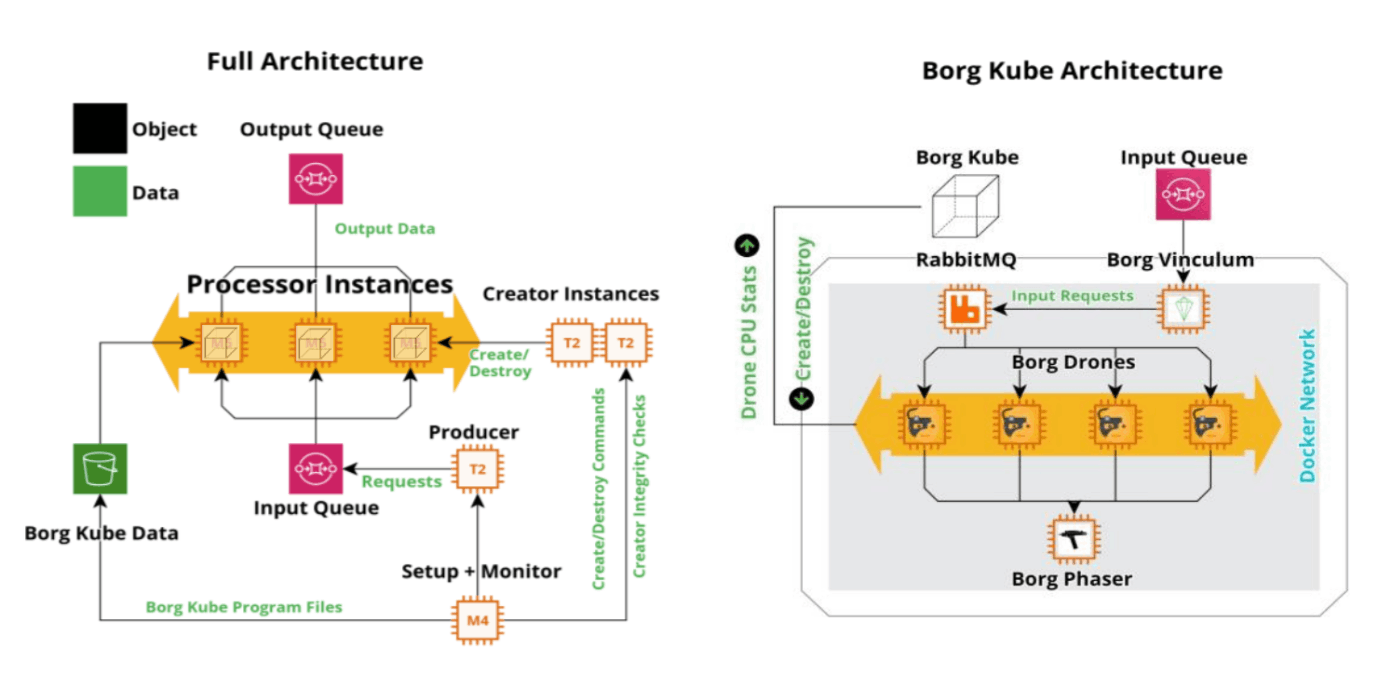 Full Architecture
Object
Output Queue
Data
Output Data
Processor Instances
Creator Instances
M5
M5
M5
T2
T2
Create/
Destroy
Producer
T2
Requests
Input Queue
Create/Destroy Commands
Creator Integrity Checks
Borg Kube Data
Setup + Monitor
Borg Kube Program Files
M4
Borg Kube Architecture
Borg Kube
Input Queue
Drone CPU Stats
Create/Destroy
RabbitMQ
Borg Vinculum
Input Requests
Borg Drones
Docker Network
Borg Phaser